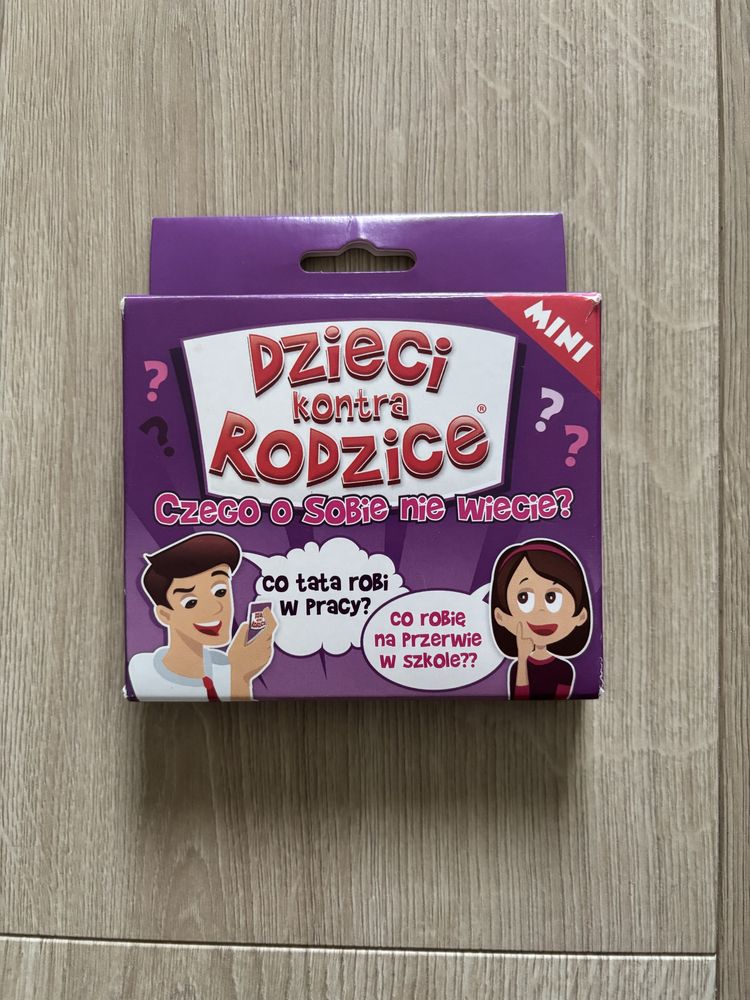 MINI
Dzieci
kontra
Rodzice®
Czego o sobie nie wiecie?
co tata robi
w pracy?
co robię
na przerwie
w szkole??